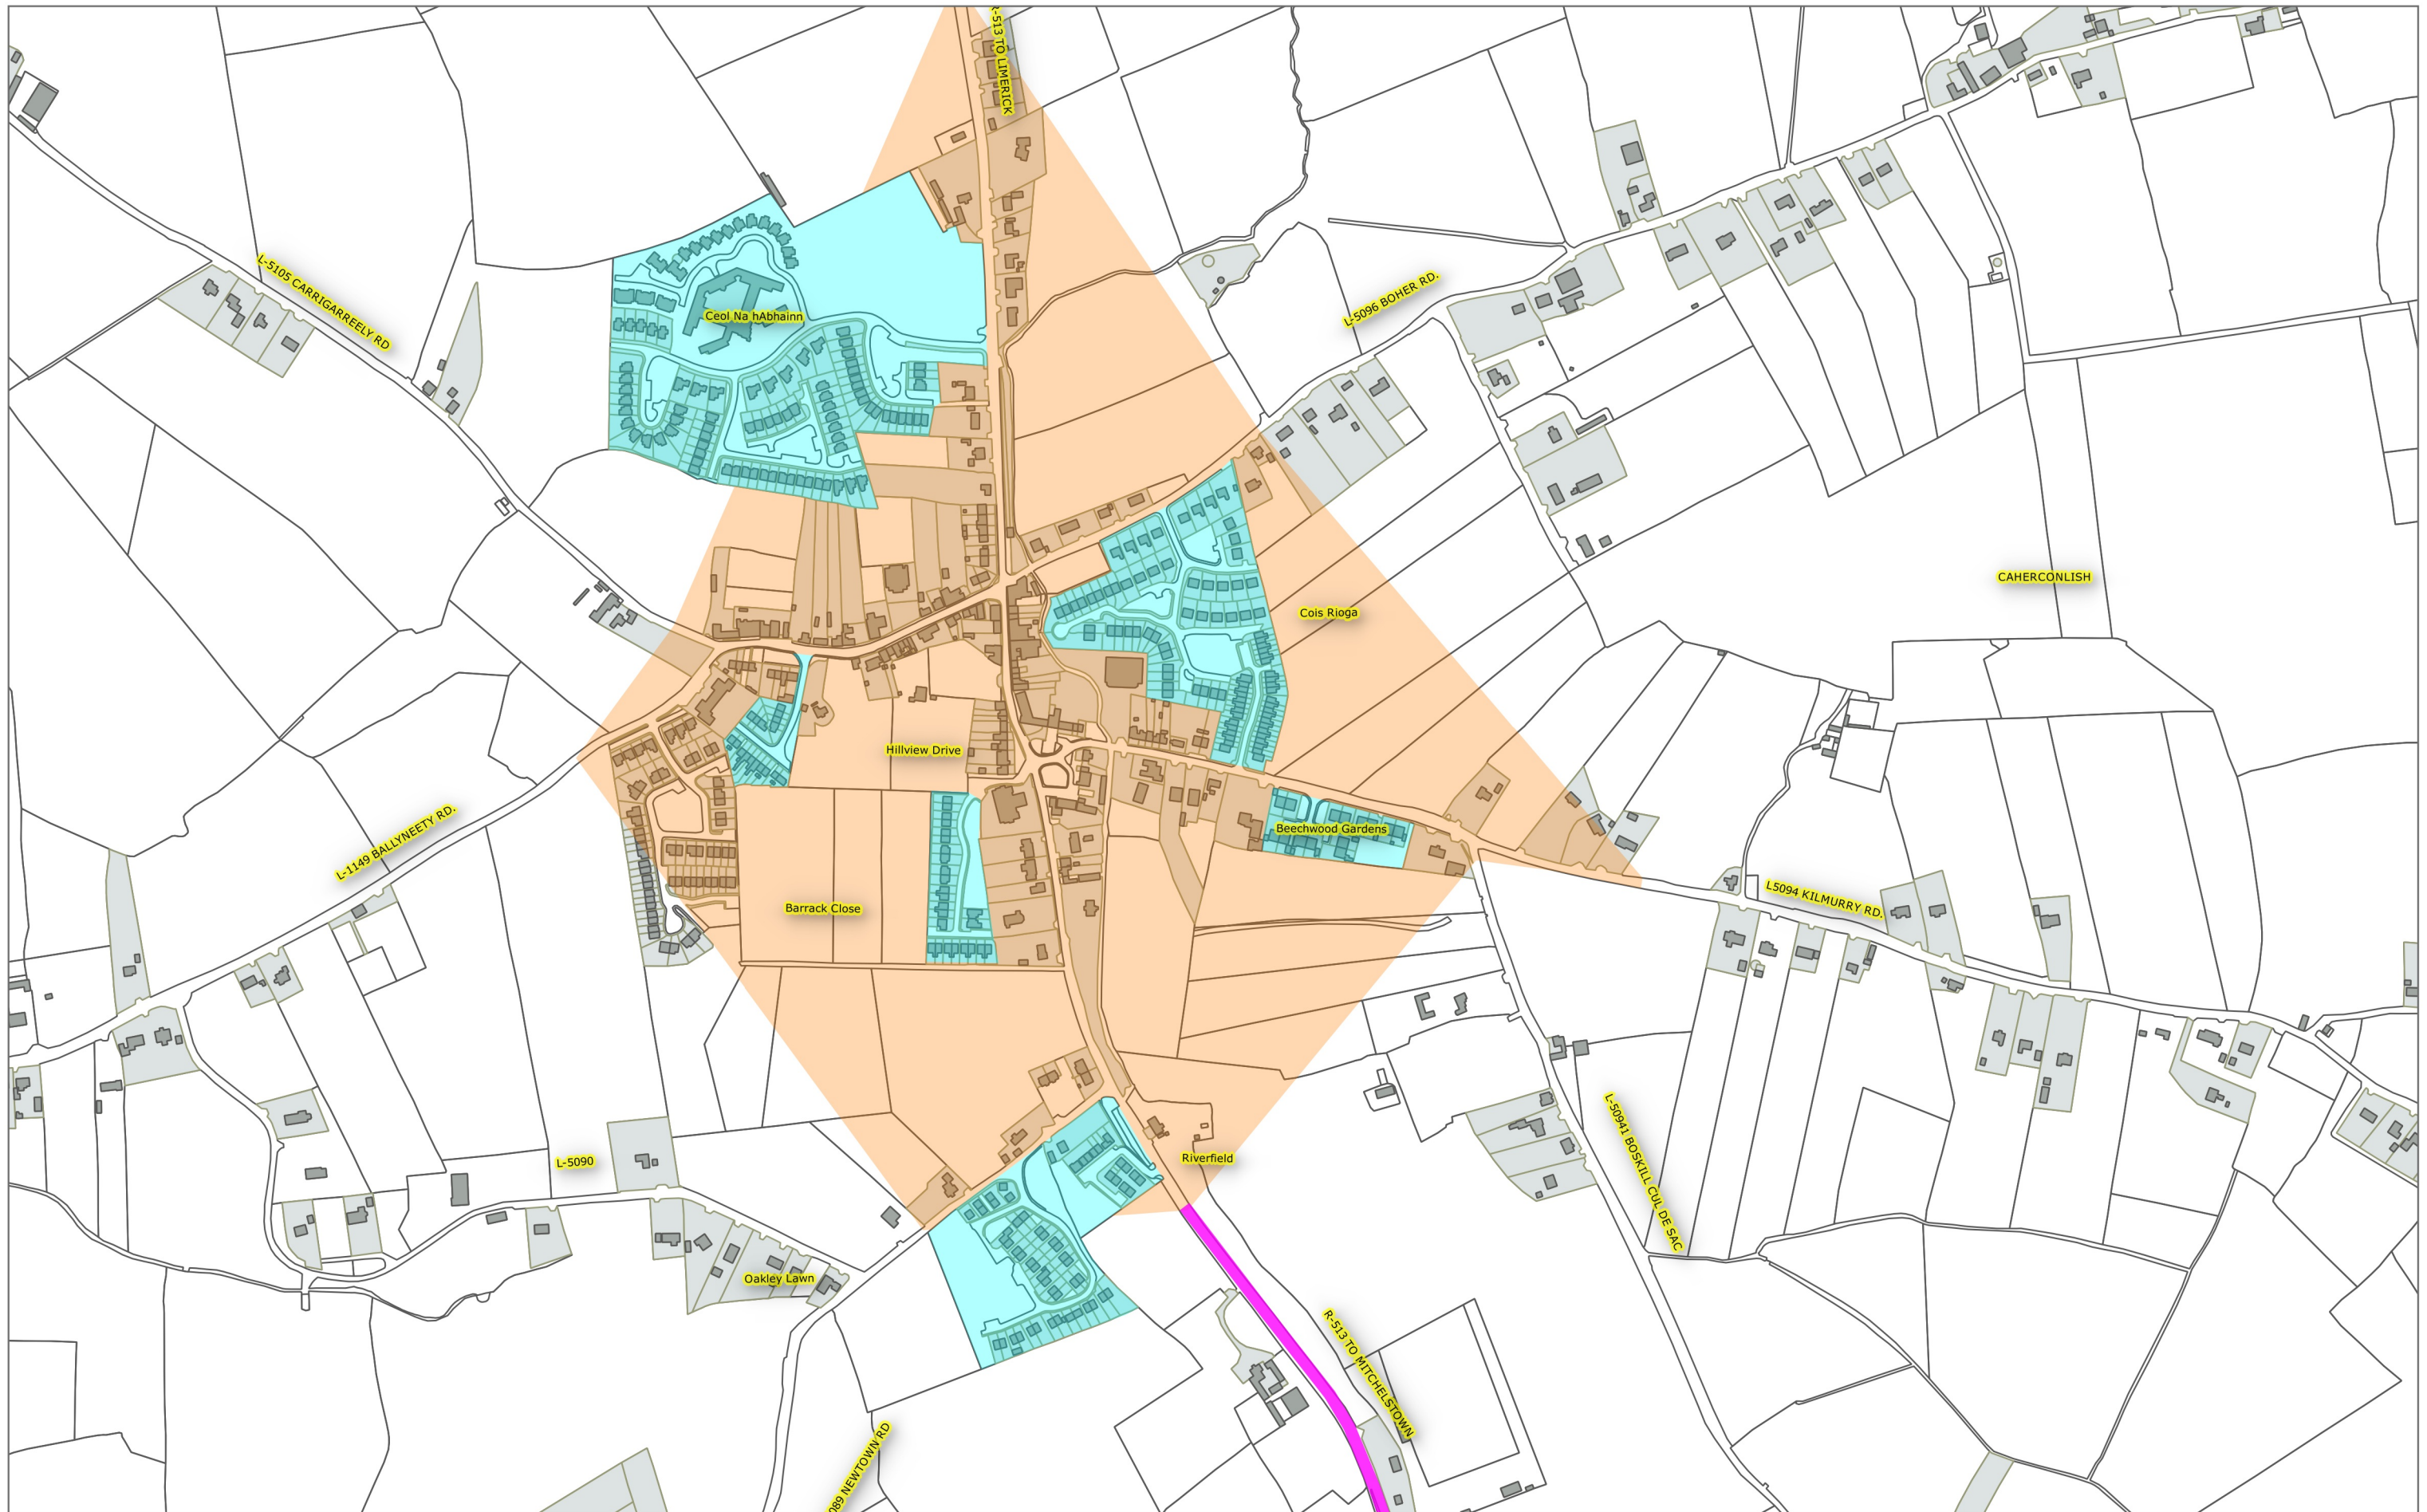 R-513 TO LIMERICK
L-5105 CARRIGARREELY RD
L-5096 BOHER RD.
Ceol Na hAbhainn
CAHERCONLISH
Cois Rioga
Hillview Drive
L-1149 BALLYNEETY RD.
Beechwood Gardens
Barrack Close
L5094 KILMURRY RD.
L-5090
Riverfield
L-50941 BOSKILL CUL DE SAC
Oakley Lawn
R-513 TO MITCHELSTOWN
089 NEWTOWN RD